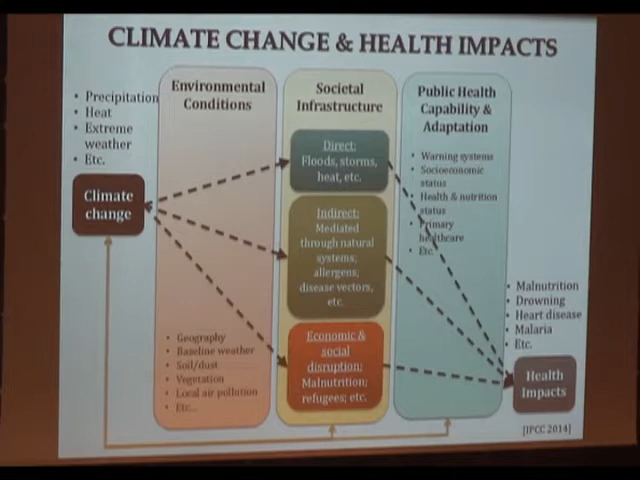 CLIMATE CHANGE & HEALTH IMPACTS
• Precipitation
• Heat
• Extreme
weather
• Etc.
Climate
change
Environmental
Conditions
• Geography
• Baseline weather
• Soil/dust
• Vegetation
• Local air pollution
• Etc...
Societal
Infrastructure
Direct:
Floods, storms,
heat, etc.
Indirect:
Mediated
through natural
systems;
allergens,
disease vectors,
etc.
Economic &
social
disruption:
Malnutrition;
refugees; etc.
Public Health
Capability &
Adaptation
• Warning systems
• Socioeconomic
status
• Health & nutrition
status
• Primary
healthcare
• Etc.
• Malnutrition
• Drowning
• Heart disease
• Malaria
• Etc.
Health
Impacts
[IPCC 2014]